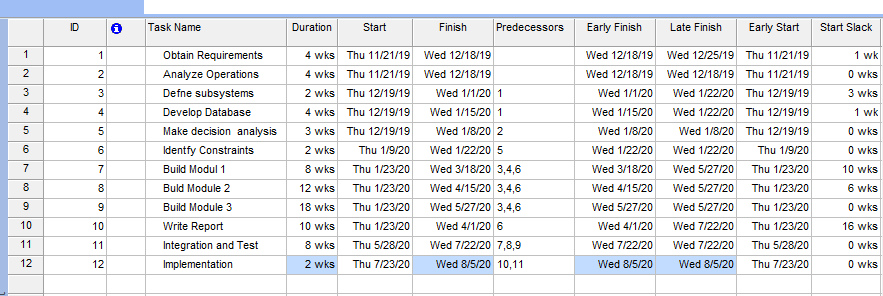 ID Task Name Duration Start Finish Predecessors Early Finish Late Finish Early Start Start Slack
1 1 Obtain Requirements 4 wks Thu 11/21/19 Wed 12/18/19 Wed 12/18/19 Wed 12/25/19 Thu 11/21/19 1 wk
2 2 Analyze Operations 4 wks Thu 11/21/19 Wed 12/18/19 Wed 12/18/19 Wed 12/18/19 Thu 11/21/19 0 wks
3 3 Defne subsystems 2 wks Thu 12/19/19 Wed 1/1/20 1 Wed 1/1/20 Wed 1/22/20 Thu 12/19/19 3 wks
4 4 Develop Database 4 wks Thu 12/19/19 Wed 1/15/20 1 Wed 1/15/20 Wed 1/22/20 Thu 12/19/19 1 wk
5 5 Make decision analysis 3 wks Thu 12/19/19 Wed 1/8/20 2 Wed 1/8/20 Wed 1/8/20 Thu 12/19/19 0 wks
6 6 Identfy Constraints 2 wks Thu 1/9/20 Wed 1/22/20 5 Wed 1/22/20 Wed 1/22/20 Thu 1/9/20 0 wks
7 7 Build Modul 1 8 wks Thu 1/23/20 Wed 3/18/20 3,4,6 Wed 3/18/20 Wed 5/27/20 Thu 1/23/20 10 wks
8 8 Buld Module 2 12 wks Thu 1/23/20 Wed 4/15/20 3,4,6 Wed 4/15/20 Wed 5/27/20 Thu 1/23/20 6 wks
9 9 Build Module 3 18 wks Thu 1/23/20 Wed 5/27/20 3,4,6 Wed 5/27/20 Wed 5/27/20 Thu 1/23/20 0 wks
10 10 Write Report 10 wks Thu 1/23/20 Wed 4/1/20 6 Wed 4/1/20 Wed 7/22/20 Thu 1/23/20 16 wks
11 11 Integration and Test 8 wks Thu 5/28/20 Wed 7/22/20 7,8,9 Wed 7/22/20 Wed 7/22/20 Thu 5/28/20 0 wks
12 12 Implementation 2 wks Thu 7/23/20 Wed 8/5/20 10,11 Wed 8/5/20 Wed 8/5/20 Thu 7/23/20 0 wks